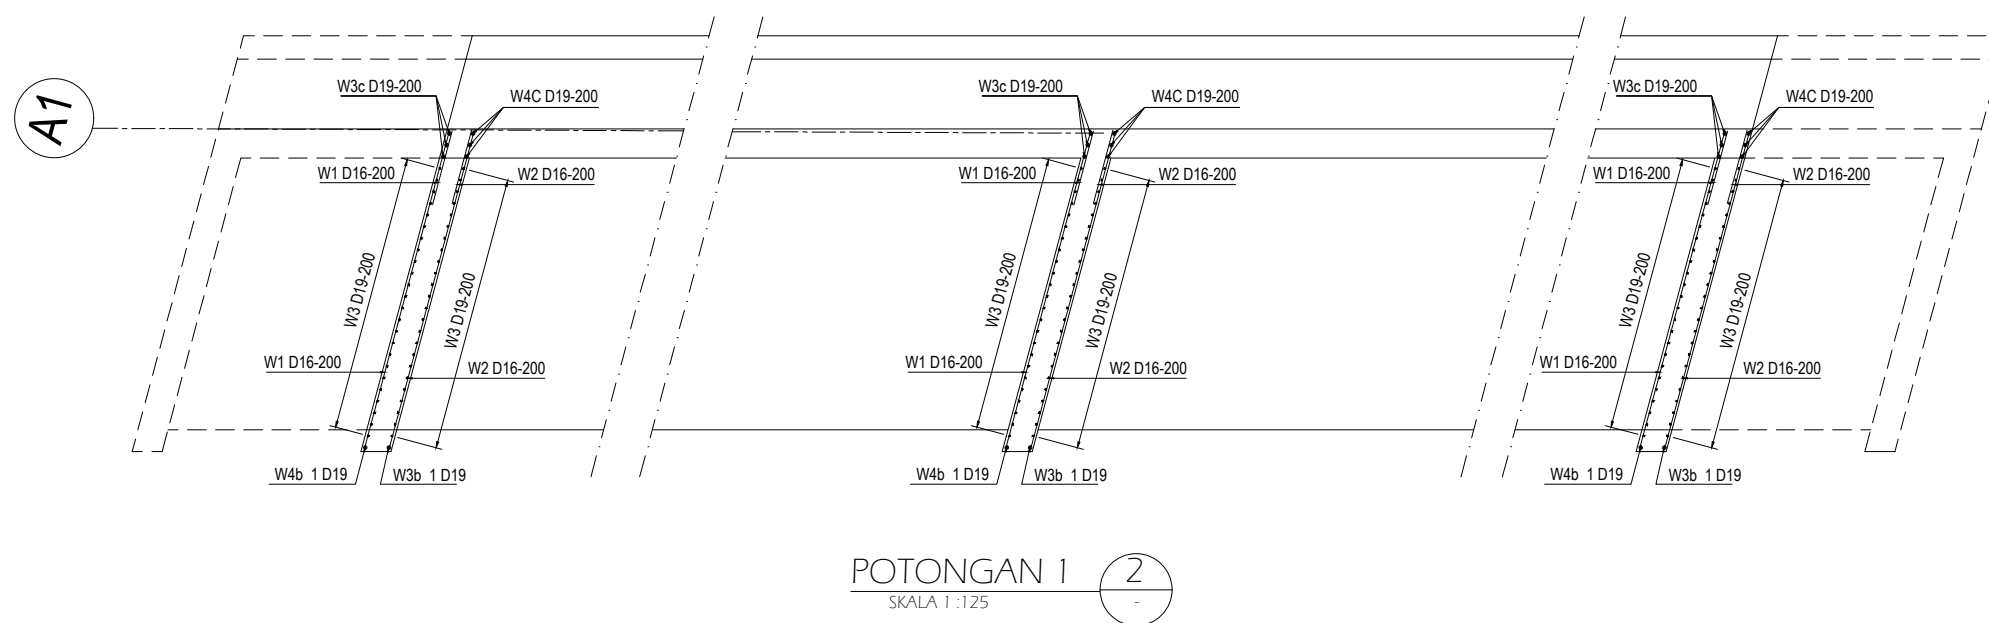 A1
W3c D19-200
W4C D19-200
W3c D19-200
W4C D19-200
W3c D19-200
W4C D19-200
W1 D16-200
W2 D16-200
W1 D16-200
W2 D16-200
W1 D16-200
W2 D16-200
W3 D19-200
W3 D19-200
W3 D19-200
W3 D19-200
W3 D19-200
W3 D19-200
W1 D16-200
W2 D16-200
W1 D16-200
W2 D16-200
W1 D16-200
W2 D16-200
W4b 1 D19
W3b 1 D19
W4b 1 D19
W3b 1 D19
W4b 1 D19
W3b 1 D19
POTONGAN 1
2
SKALA 1 :125
-